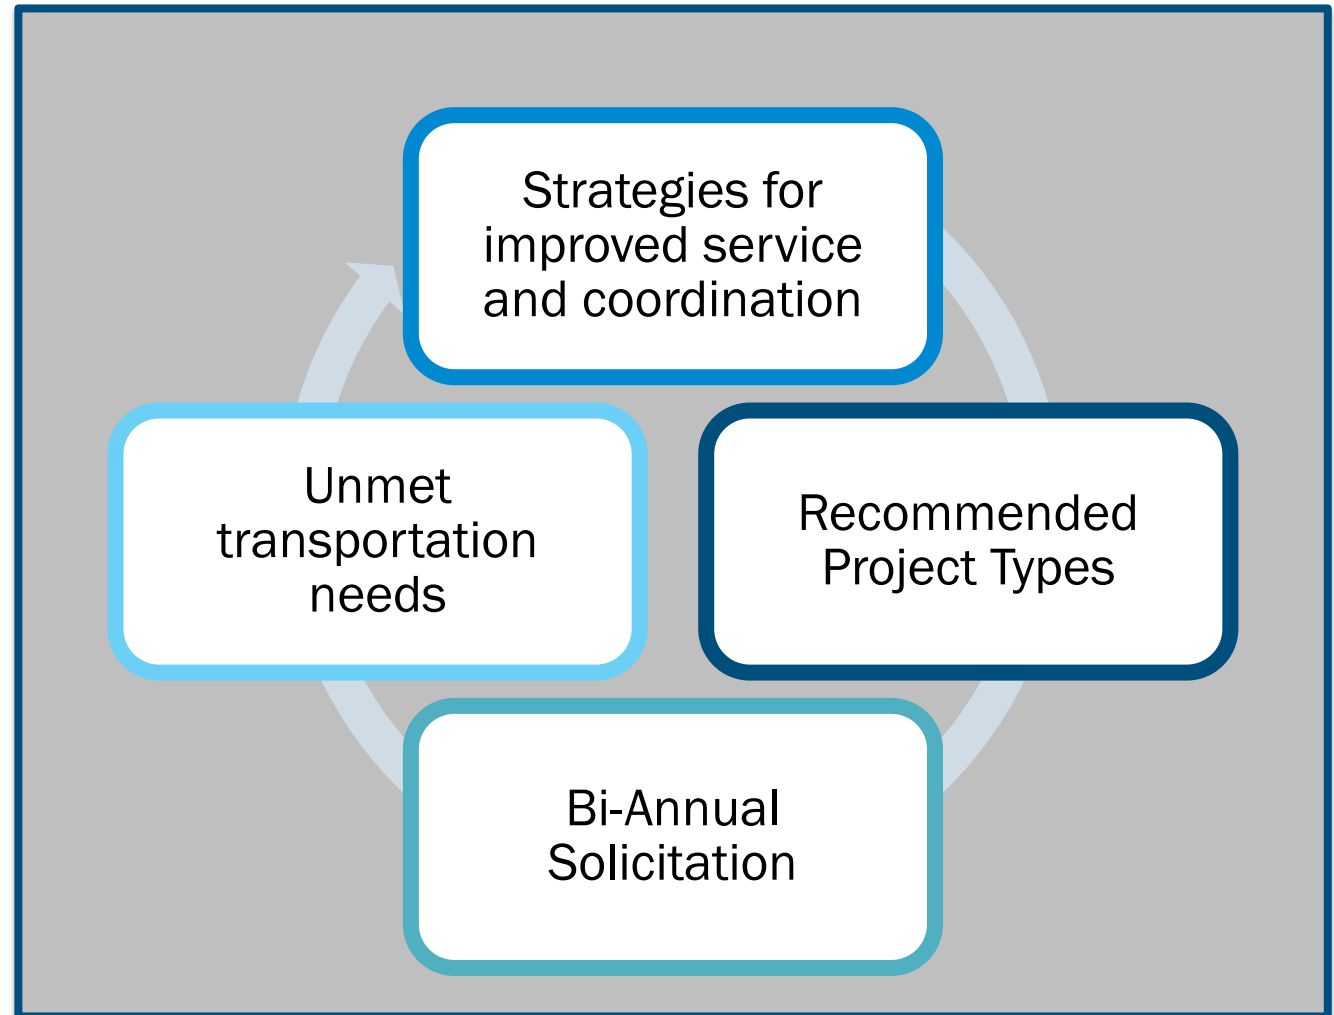 Strategies for
improved service
and coordination
Unmet
transportation
needs
Recommended
Project Types
Bi-Annual
Solicitation